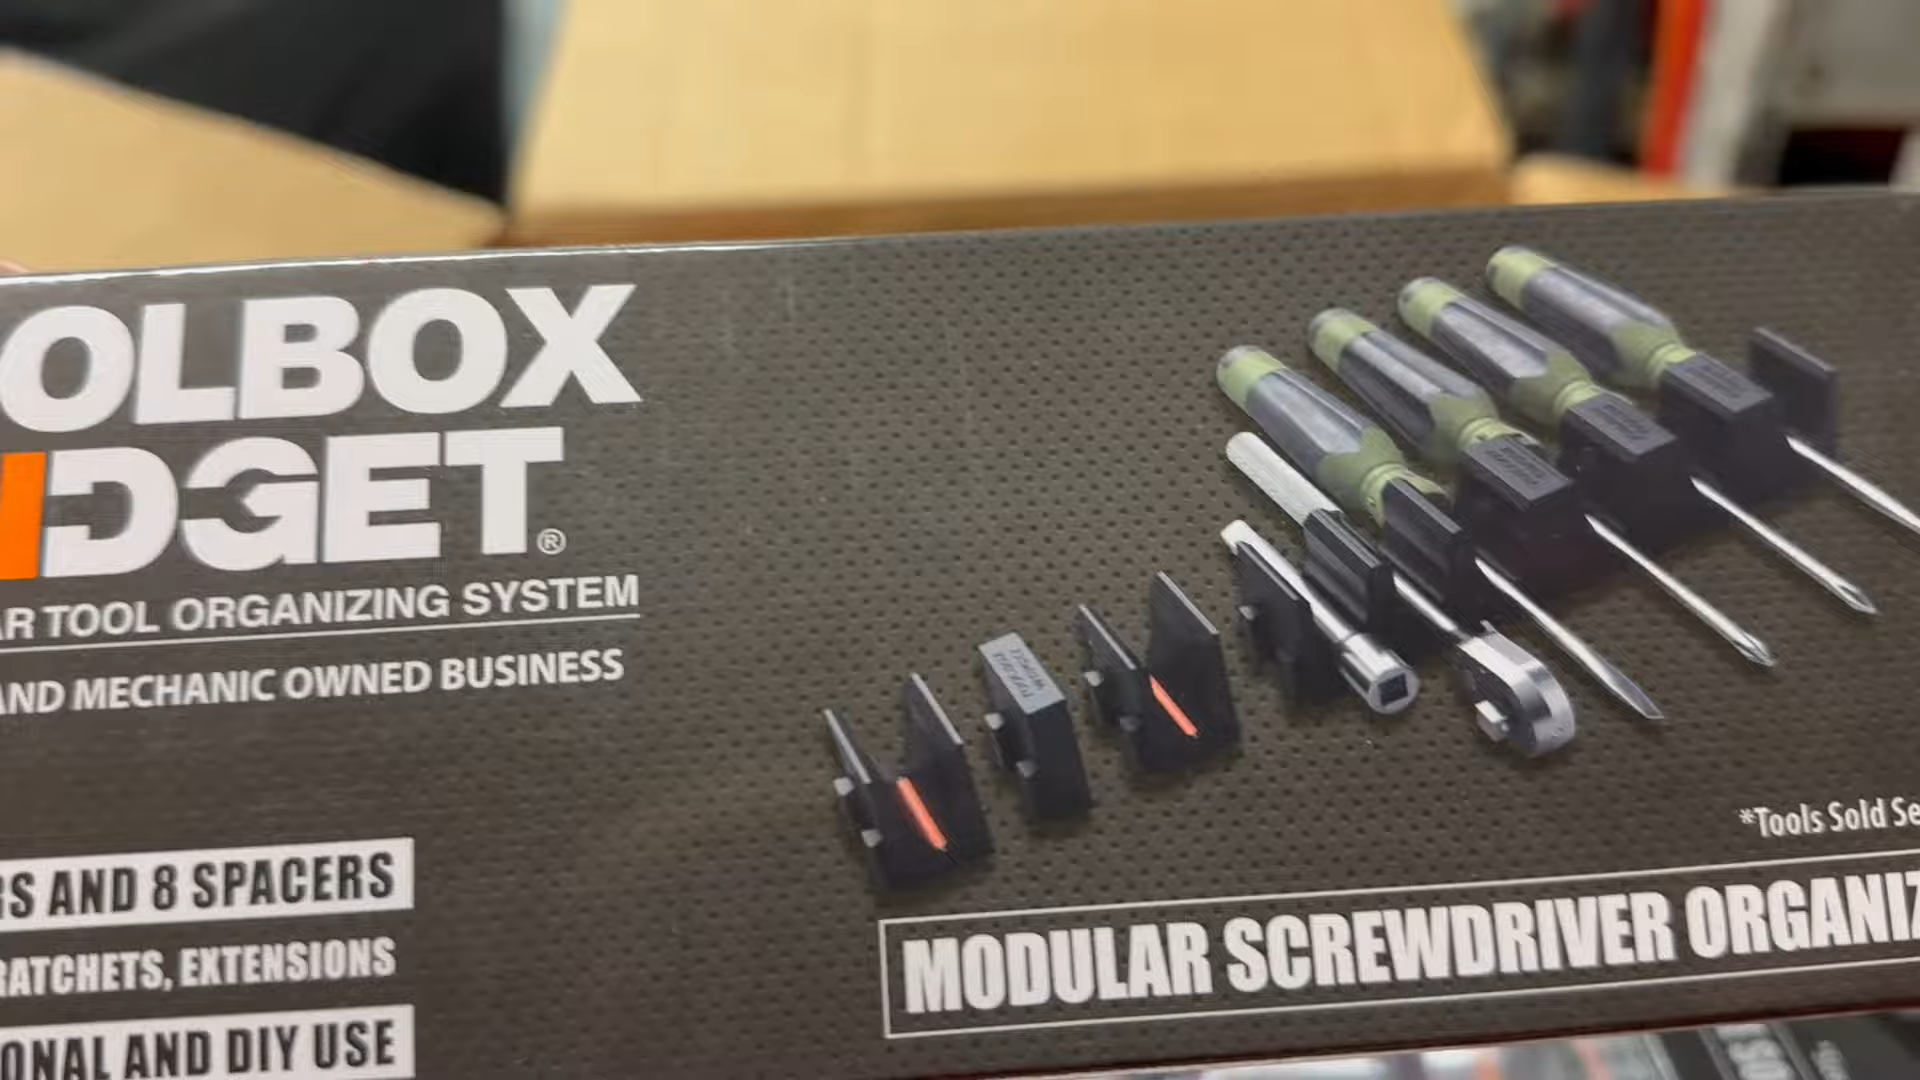 OLBOX
DGET®
AR TOOL ORGANIZING SYSTEM
AND MECHANIC OWNED BUSINESS
RS AND 8 SPACERS
RATCHETS, EXTENSIONS
ONAL AND DIY USE
*Tools Sold Se
MODULAR SCREWDRIVER ORGANIZ